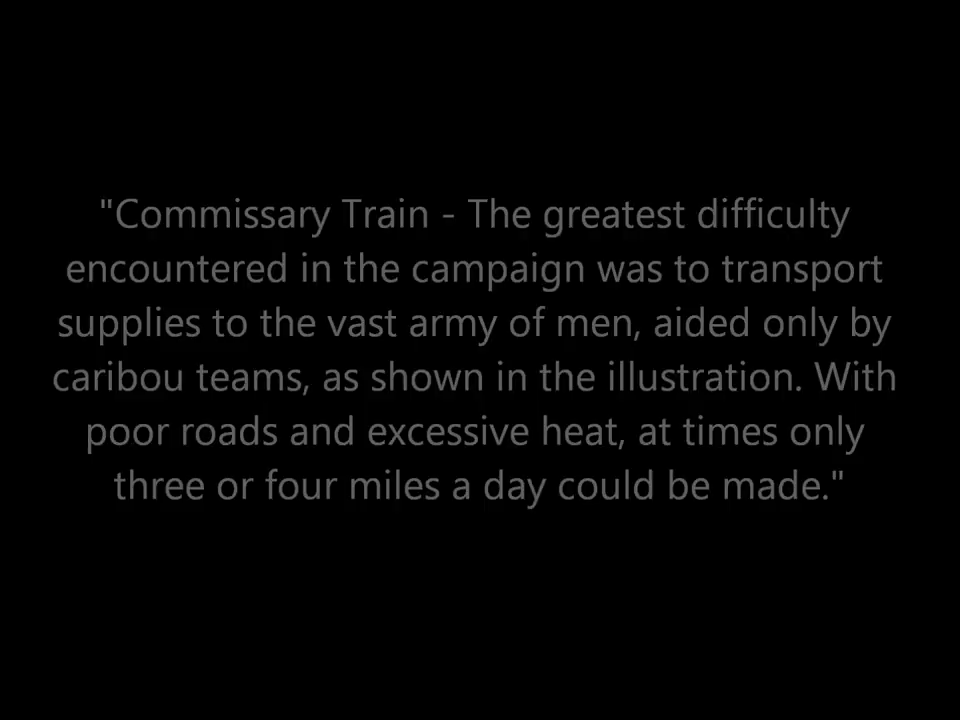 "Commissary Train - The greatest difficulty
encountered in the campaign was to transport
supplies to the vast army of men, aided only by
caribou teams, as shown in the illustration. With
poor roads and excessive heat, at times only
three or four miles a day could be made."